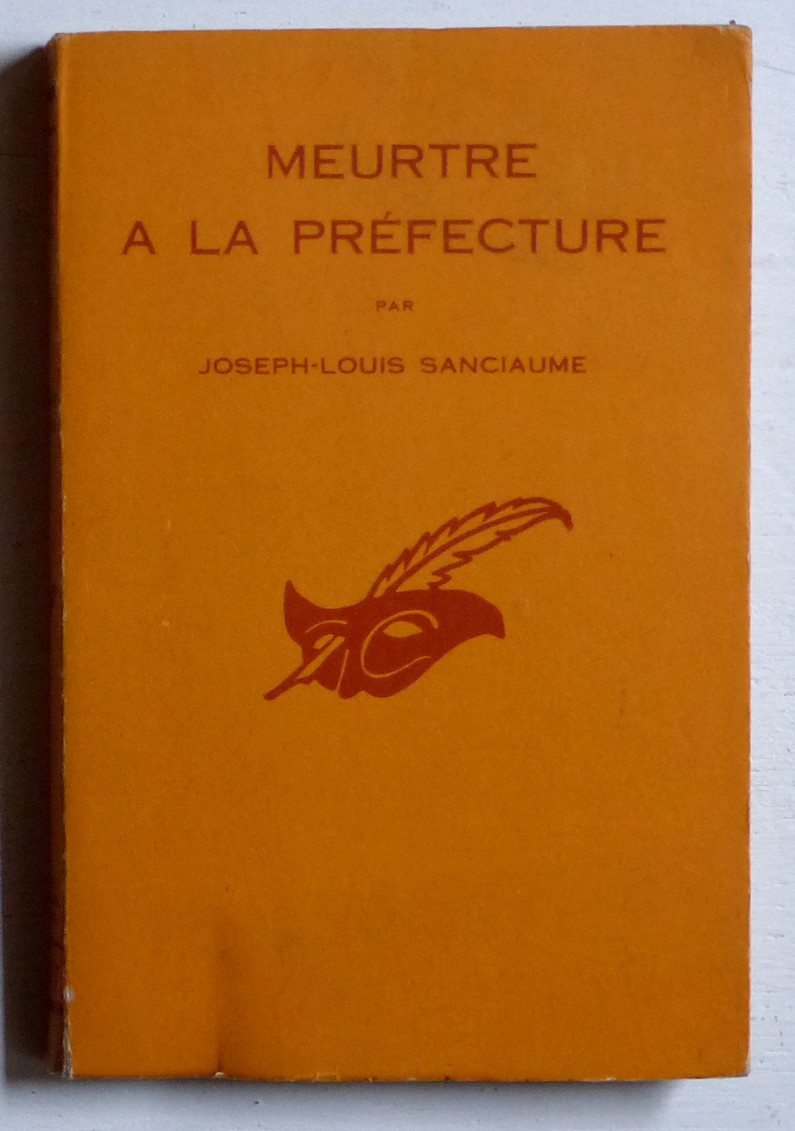 MEURTRE
A LA PRÉFECTURE
PAR
JOSEPH-LOUIS SANCIAUME